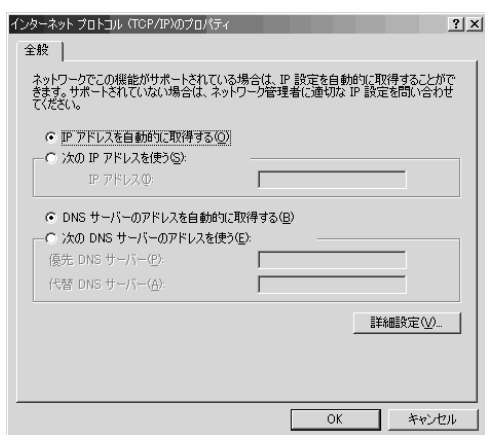 インターネット プロトコル (TCP/IP)のプロパティ
全般
ネットワークでこの機能がサポートされている場合は、IP 設定を自動的に取得することがで
きます。サポートされていない場合は、ネットワーク管理者に適切な IP 設定を問い合わせ
てください。
IP アドレスを自動的に取得する(O)
次の IP アドレスを使う(S):
IP アドレス(I):
DNS サーバーのアドレスを自動的に取得する(B)
次の DNS サーバーのアドレスを使う(E):
優先 DNS サーバー(P):
代替 DNS サーバー(A):
詳細設定(V)...
OK キャンセル